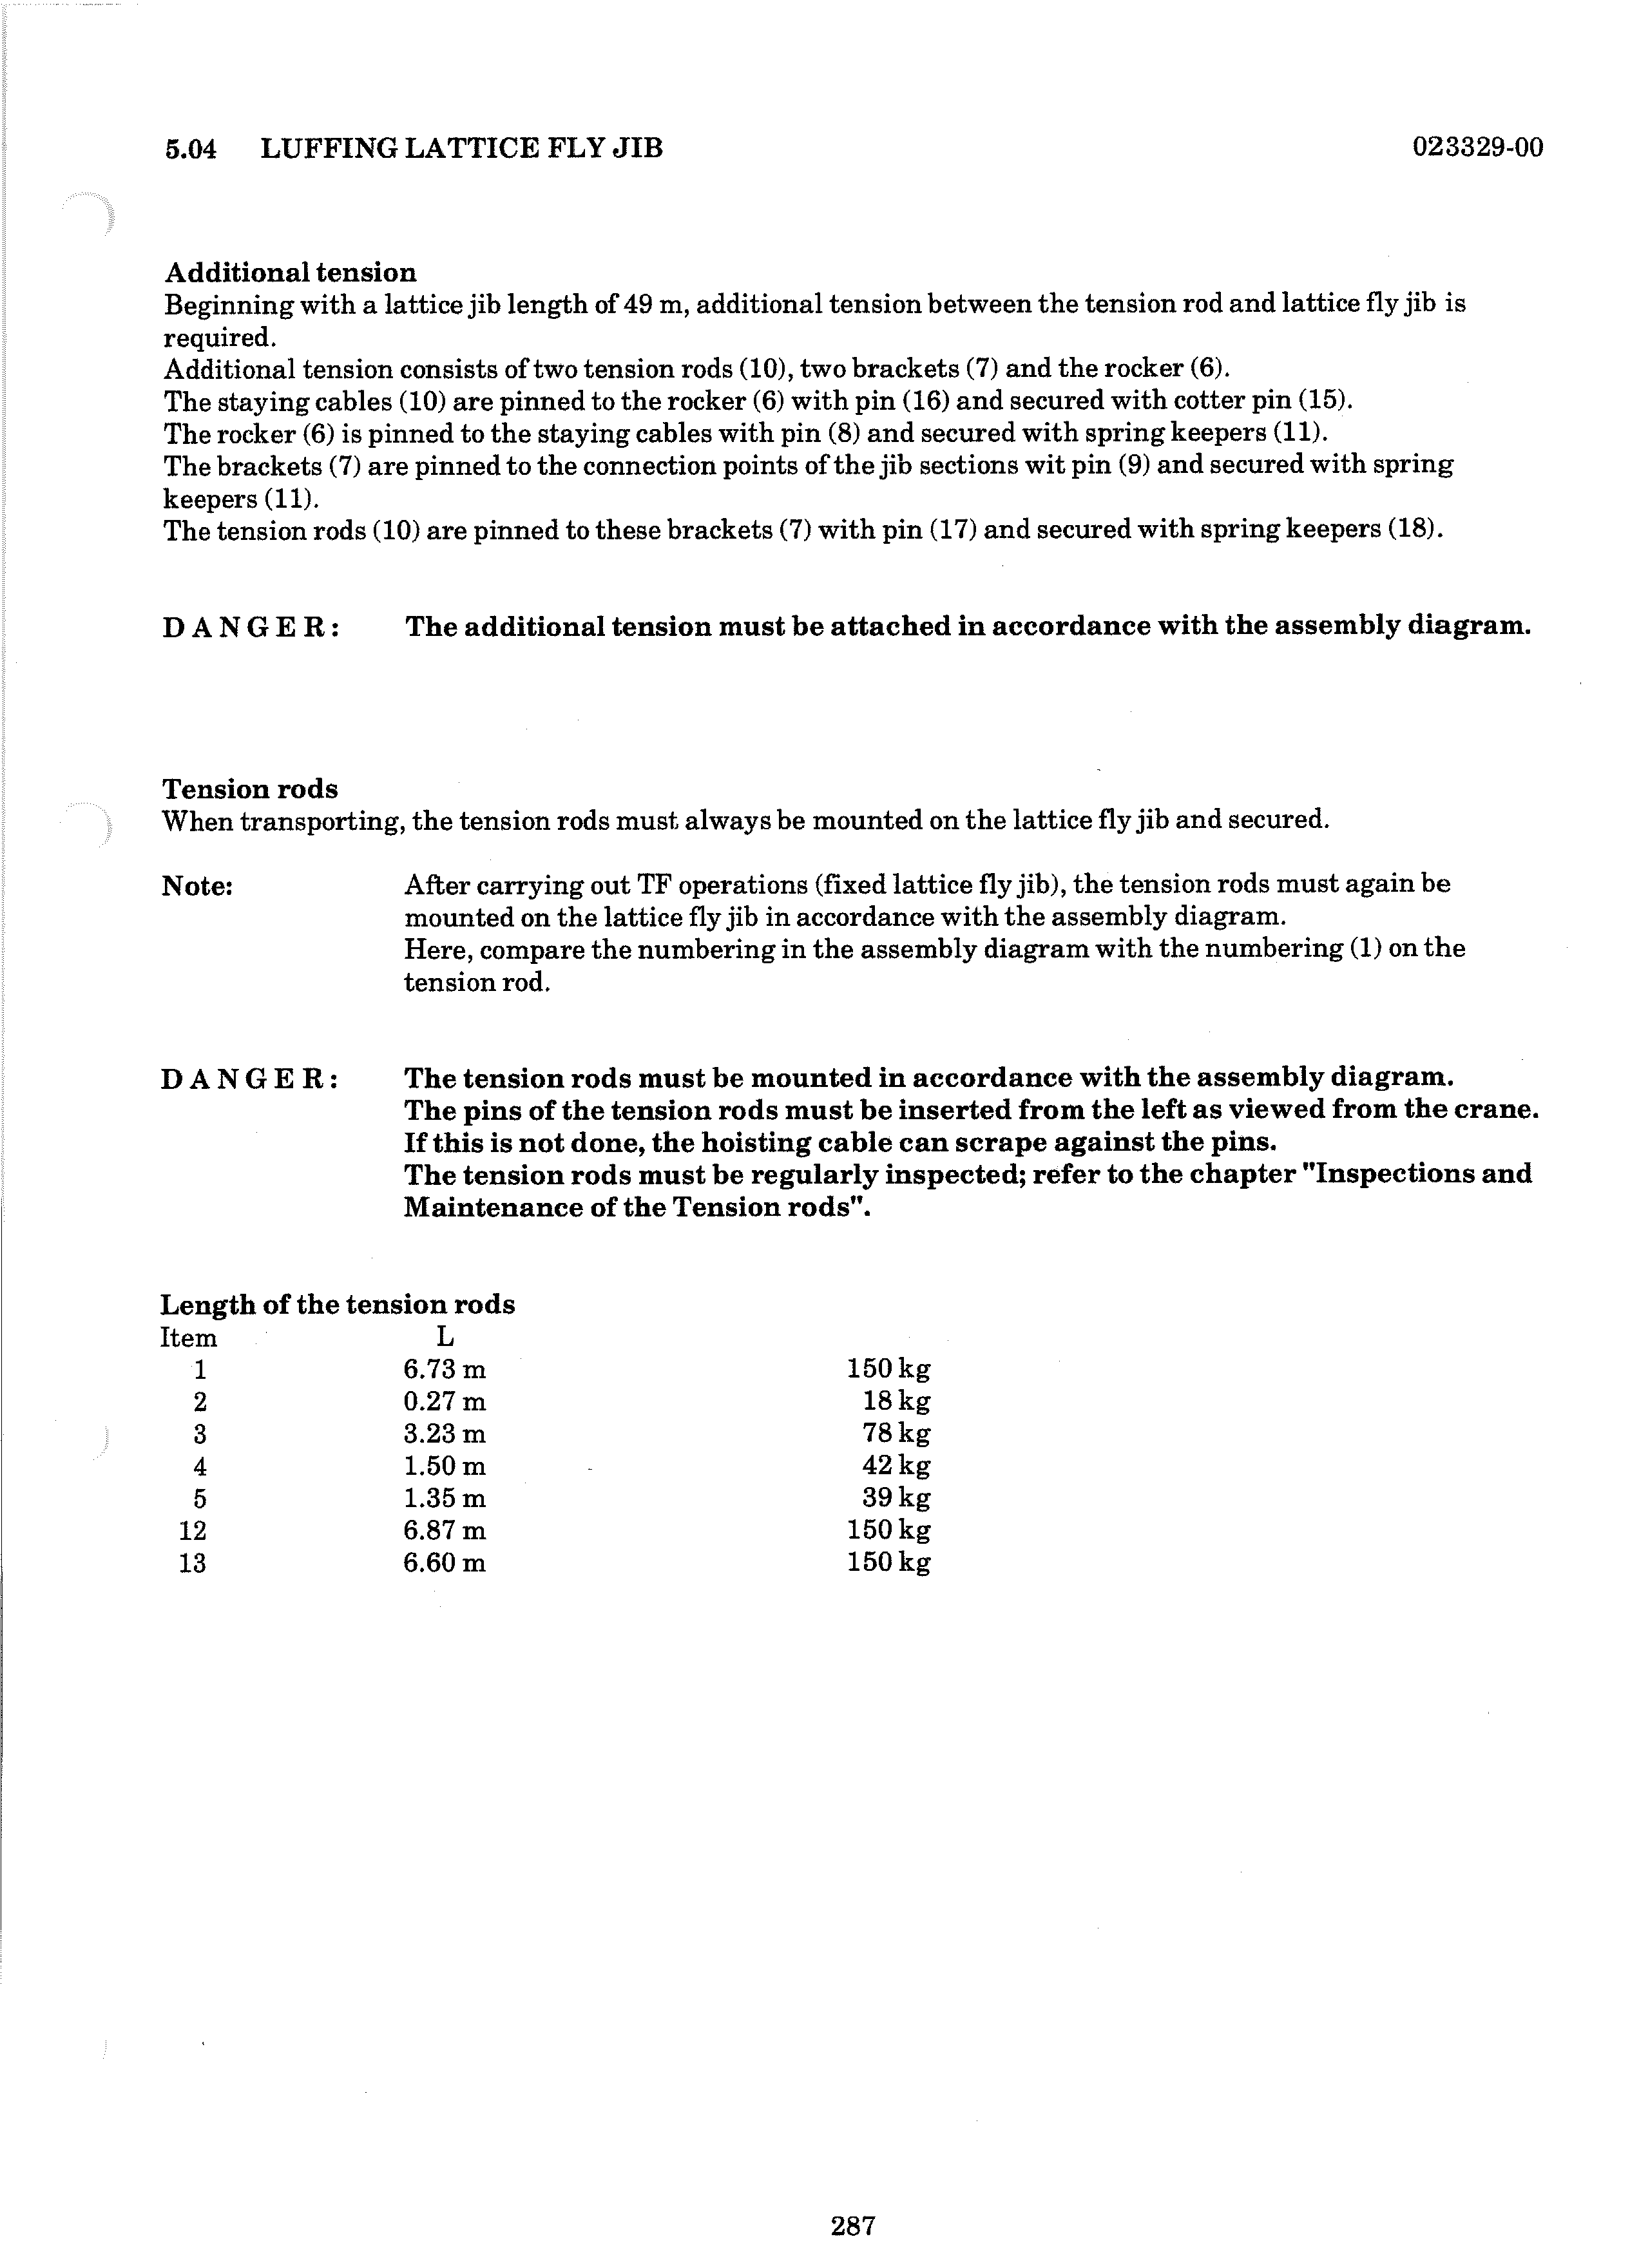 5.04 LUFFING LATTICE FLY JIB 023329-00
Additional tension
Beginning with a lattice jib length of 49 m, additional tension between the tension rod and lattice fly jib is
required.
Additional tension consists of two tension rods (10), two brackets (7) and the rocker (6).
The staying cables (10) are pinned to the rocker (6) with pin (16) and secured with cotter pin (15).
The rocker (6) is pinned to the staying cables with pin (8) and secured with spring keepers (11).
The brackets (7) are pinned to the connection points of the jib sections wit pin (9) and secured with spring
keepers (11).
The tension rods (10) are pinned to these brackets (7) with pin (17) and secured with spring keepers (18).
D A N G E R : The additional tension must be attached in accordance with the assembly diagram.
Tension rods
When transporting, the tension rods must always be mounted on the lattice fly jib and secured.
Note: After carrying out TF operations (fixed lattice fly jib), the tension rods must again be
mounted on the lattice fly jib in accordance with the assembly diagram.
Here, compare the numbering in the assembly diagram with the numbering (1) on the
tension rod.
D A N G E R : The tension rods must be mounted in accordance with the assembly diagram.
The pins of the tension rods must be inserted from the left as viewed from the crane.
If this is not done, the hoisting cable can scrape against the pins.
The tension rods must be regularly inspected; refer to the chapter "Inspections and
Maintenance of the Tension rods".
Length of the tension rods
Item L
1 6.73 m 150 kg
2 0.27 m 18 kg
3 3.23 m 78 kg
4 1.50 m 42 kg
5 1.35 m 39 kg
12 6.87 m 150 kg
13 6.60 m 150 kg
287